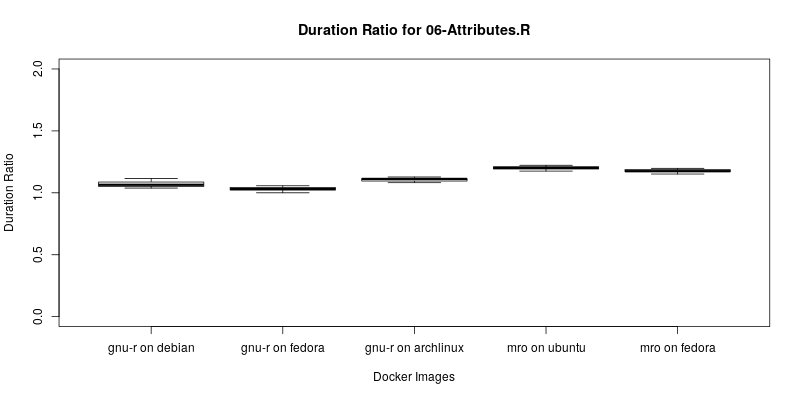 Duration Ratio for 06-Attributes.R
Duration Ratio
2.0
1.5
1.0
0.5
0.0
gnu-r on debian
gnu-r on fedora
gnu-r on archlinux
mro on ubuntu
mro on fedora
Docker Images